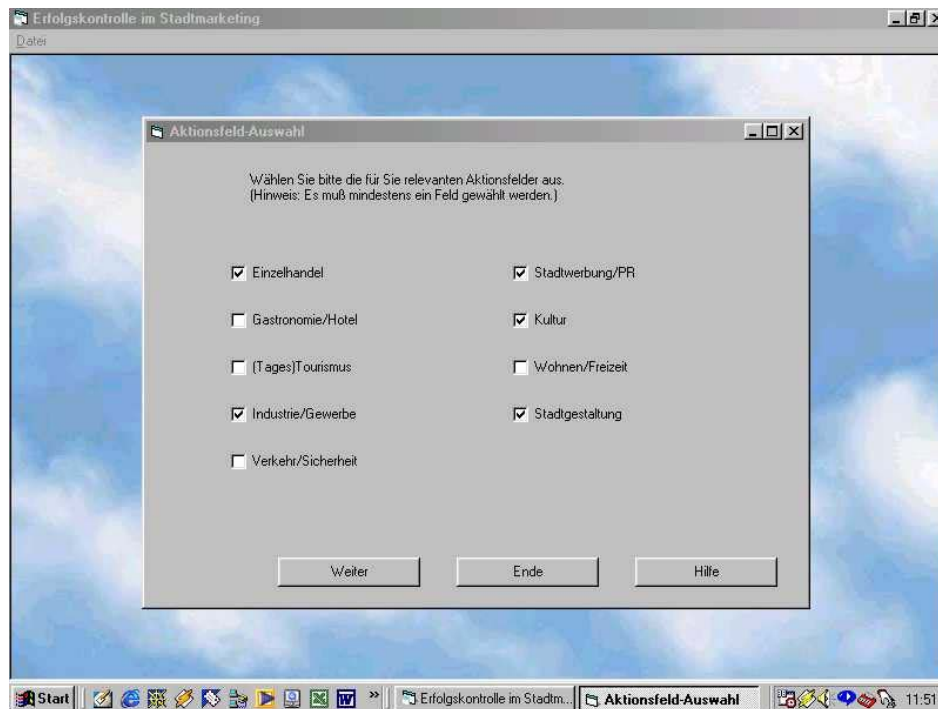 Erfolgskontrolle im Stadtmarketing
Datei
Aktionsfeld-Auswahl
Wählen Sie bitte die für Sie relevanten Aktionsfelder aus.
(Hinweis: Es muß mindestens ein Feld gewählt werden.)
Einzelhandel
Stadtwerbung/PR
Gastronomie/Hotel
Kultur
(Tages)Tourismus
Wohnen/Freizeit
Industrie/Gewerbe
Stadtgestaltung
Verkehr/Sicherheit
Weiter Ende Hilfe
Start » Erfolgskontrolle im Stadtm... Aktionsfeld-Auswahl 11:51